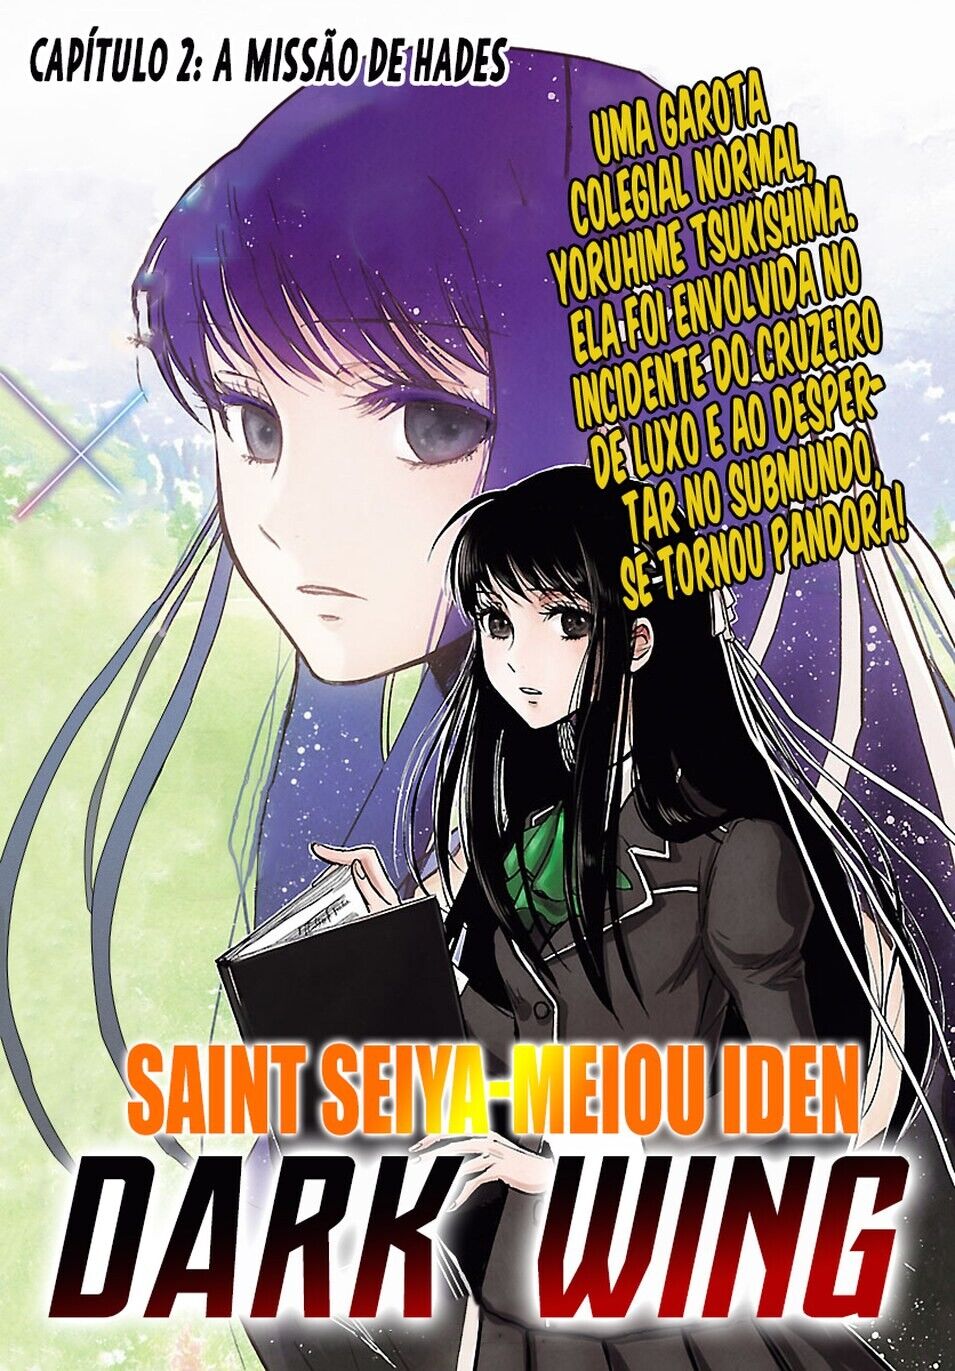 CAPÍTULO 2: A MISSÃO DE HADES
UMA GAROTA
COLEGIAL NORMAL,
YORUHIME TSUKISHIMA.
ELA FOI ENVOLVIDA NO
INCIDENTE DO CRUZEIRO
DE LUXO E AO DESPER-
TAR NO SUBMUNDO,
SE TORNOU PANDORA!
SAINT SEIYA-MEIOU IDEN
DARK WING